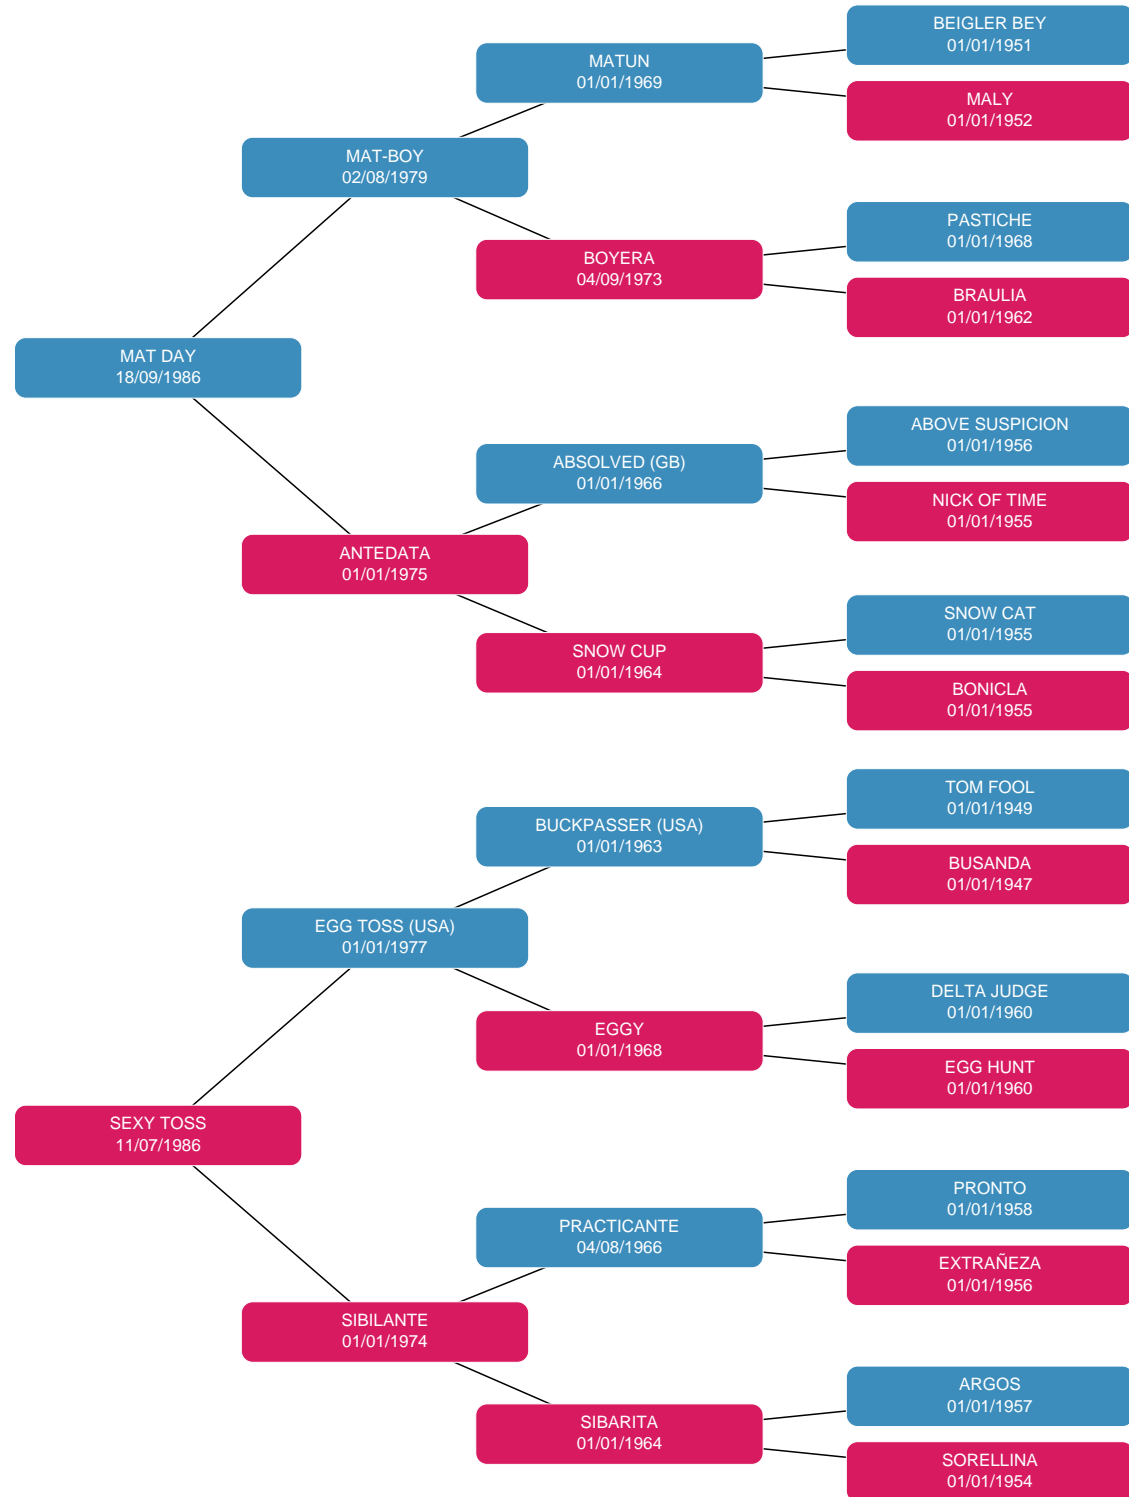 BEIGLER BEY
01/01/1951
MATUN
01/01/1969
MALY
01/01/1952
MAT-BOY
02/08/1979
PASTICHE
01/01/1968
BOYERA
04/09/1973
BRAULIA
01/01/1962
MAT DAY
18/09/1986
ABOVE SUSPICION
01/01/1956
ABSOLVED (GB)
01/01/1966
NICK OF TIME
01/01/1955
ANTEDATA
01/01/1975
SNOW CAT
01/01/1955
SNOW CUP
01/01/1964
BONICLA
01/01/1955
TOM FOOL
01/01/1949
BUCKPASSER (USA)
01/01/1963
BUSANDA
01/01/1947
EGG TOSS (USA)
01/01/1977
DELTA JUDGE
01/01/1960
EGGY
01/01/1968
EGG HUNT
01/01/1960
SEXY TOSS
11/07/1986
PRONTO
01/01/1958
PRACTICANTE
04/08/1966
EXTRAÑEZA
01/01/1956
SIBILANTE
01/01/1974
ARGOS
01/01/1957
SIBARITA
01/01/1964
SORELLINA
01/01/1954